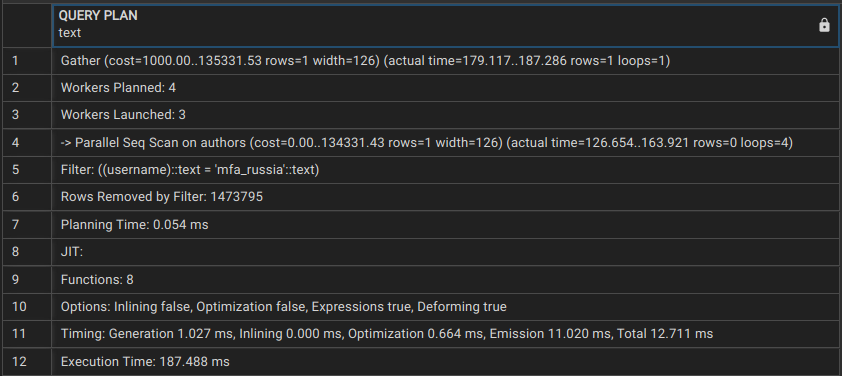 QUERY PLAN
text
1 Gather (cost=1000.00..135331.53 rows=1 width=126) (actual time=179.117..187.286 rows=1 loops=1)
2 Workers Planned: 4
3 Workers Launched: 3
4 -> Parallel Seq Scan on authors (cost=0.00..134331.43 rows=1 width=126) (actual time=126.654..163.921 rows=0 loops=4)
5 Filter: ((username)::text = 'mfa_russia'::text)
6 Rows Removed by Filter: 1473795
7 Planning Time: 0.054 ms
8 JIT:
9 Functions: 8
10 Options: Inlining false, Optimization false, Expressions true, Deforming true
11 Timing: Generation 1.027 ms, Inlining 0.000 ms, Optimization 0.664 ms, Emission 11.020 ms, Total 12.711 ms
12 Execution Time: 187.488 ms